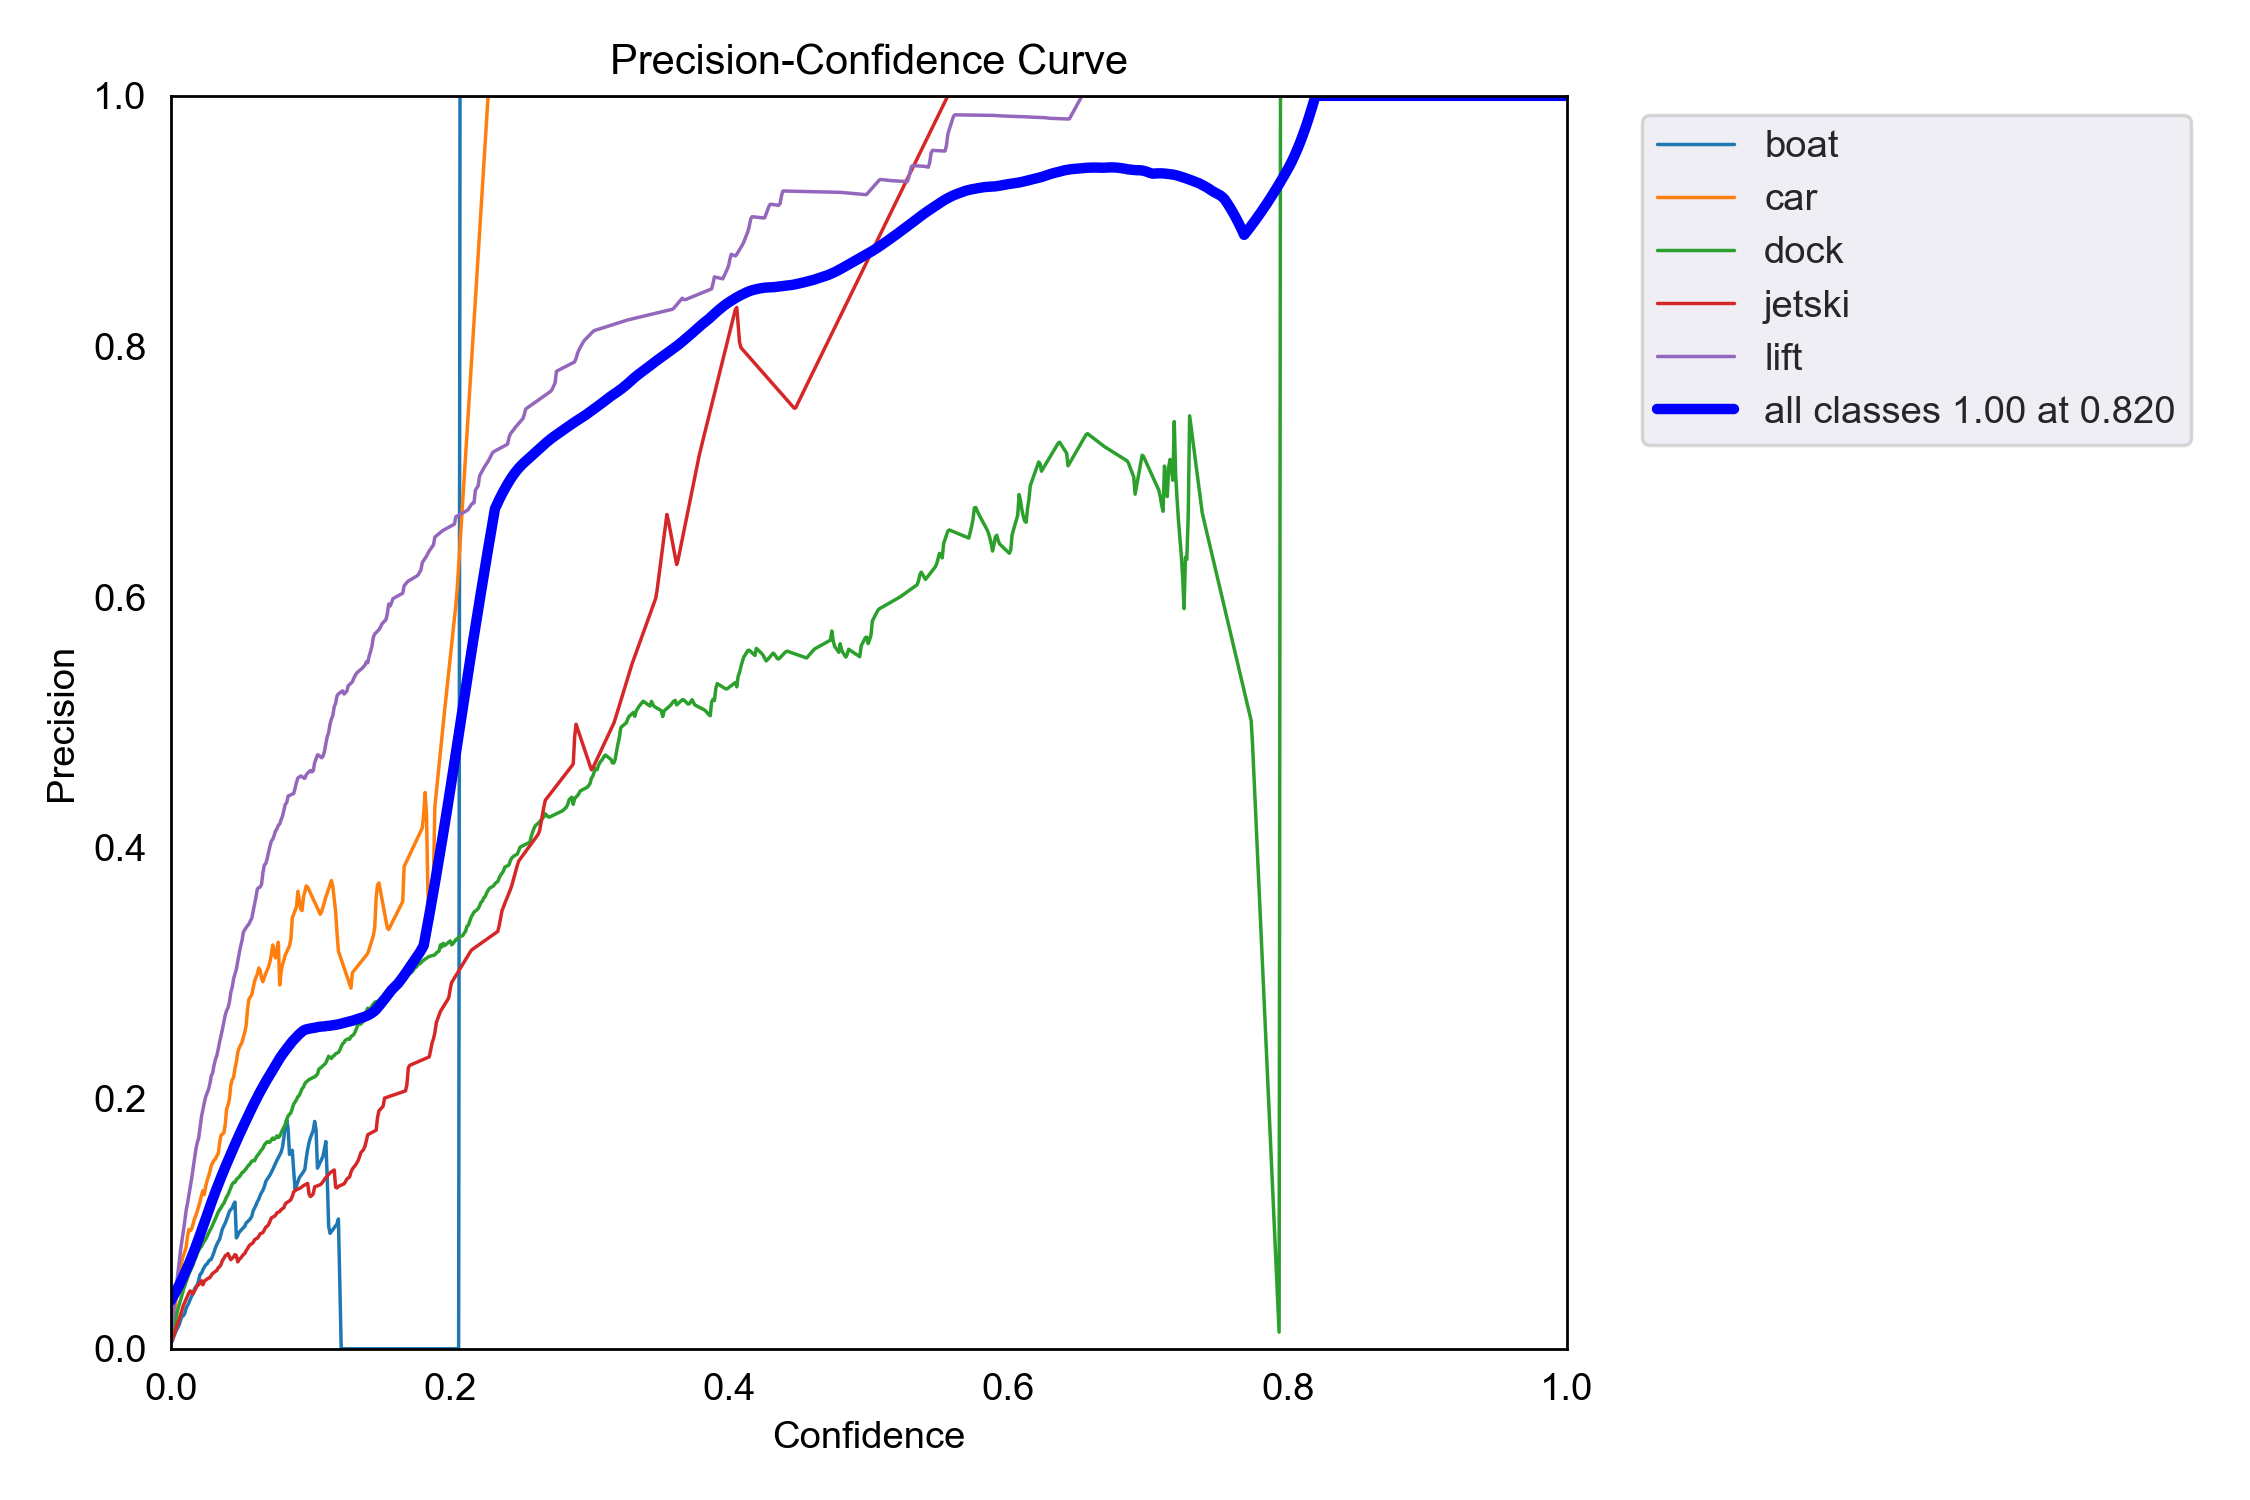 Precision-Confidence Curve
1.0
0.8
0.6
0.4
0.2
0.0
Precision
0.0 0.2 0.4 0.6 0.8 1.0
Confidence
boat
car
dock
jetski
lift
all classes 1.00 at 0.820